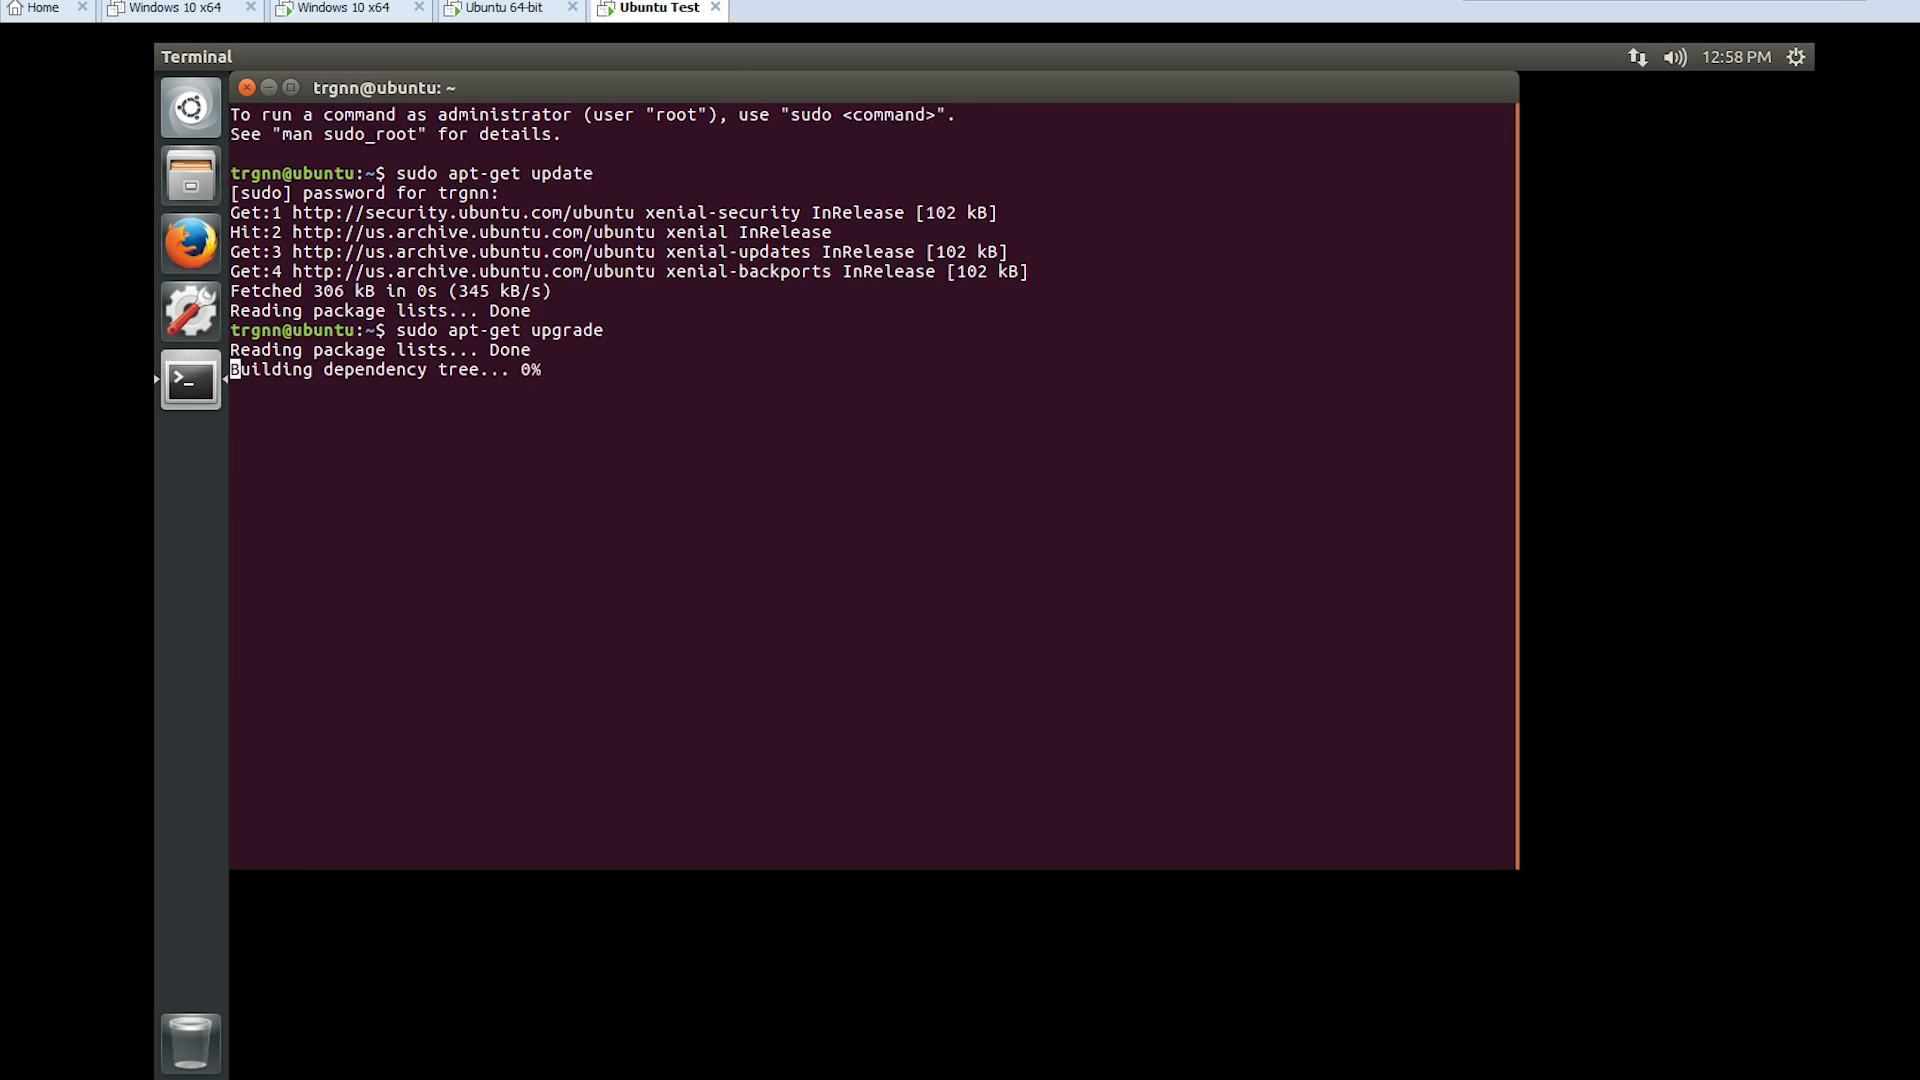 Home
Windows 10 x64
Windows 10 x64
Ubuntu 64-bit
Ubuntu Test
Terminal
12:58 PM
trgnn@ubuntu: ~
To run a command as administrator (user "root"), use "sudo <command>".
See "man sudo_root" for details.
trgnn@ubuntu:~$ sudo apt-get update
[sudo] password for trgnn:
Get:1 http://security.ubuntu.com/ubuntu xenial-security InRelease [102 kB]
Hit:2 http://us.archive.ubuntu.com/ubuntu xenial InRelease
Get:3 http://us.archive.ubuntu.com/ubuntu xenial-updates InRelease [102 kB]
Get:4 http://us.archive.ubuntu.com/ubuntu xenial-backports InRelease [102 kB]
Fetched 306 kB in 0s (345 kB/s)
Reading package lists... Done
trgnn@ubuntu:~$ sudo apt-get upgrade
Reading package lists... Done
Building dependency tree... 0%